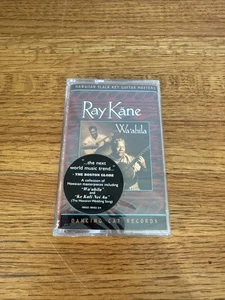 HAWAIIAN SLACK KEY GUITAR MASTERS
Ray Kāne
Wa'ahila
"...the next
world music trend..."
- THE BOSTON GLOBE
A collection of
Hawaiian masterpieces including
"Wa'ahila"
and
"Ke Kali Nei Au"
(The Hawaiian Wedding Song)
DANCING CAT RECORDS